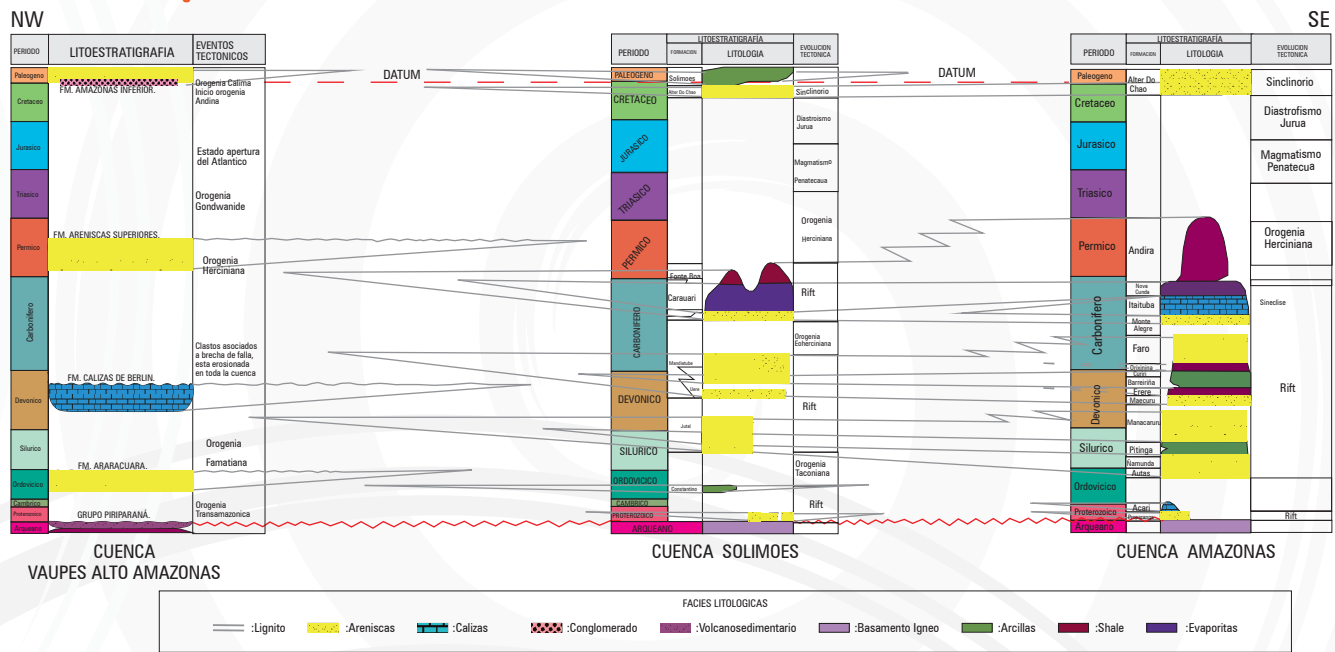 NW
SE
PERIODO
LITOESTRATIGRAFIA
EVENTOS
TECTONICOS
Paleogeno
Cretaceo
Jurasico
Triasico
Permico
Carbonifero
Devonico
Silurico
Ordovicico
Cambrico
Proterozoico
Arqueano
FM. AMAZONAS INFERIOR.
FM. ARENISCAS SUPERIORES.
FM. CALIZAS DE BERLIN.
FM. ARARACUARA.
GRUPO PIRIPARANÁ.
Orogenia Calima
Inicio orogenia
Andina
Estado apertura
del Atlantico
Orogenia
Gondwanide
Orogenia
Herciniana
Clastos asociados
a brecha de falla,
esta erosionada
en toda la cuenca
Orogenia
Famatiana
Orogenia
Transamazonica
CUENCA
VAUPES ALTO AMAZONAS
DATUM
PERIODO
LITOESTRATIGRAFÍA
FORMACION
LITOLOGIA
EVOLUCION
TECTONICA
PALEOGENO
CRETACEO
JURASICO
TRIASICO
PERMICO
CARBONIFERO
DEVONICO
SILURICO
ORDOVICICO
CAMBRICO
PROTEROZOICO
ARQUEANO
Solimoes
Alter Do Chao
Fonte Boa
Carauari
Uere
Jutai
Constantina
Sinclinorio
Diastroismo
Jurua
Magmatismo
Penatecaua
Orogenia
Herciniana
Rift
Orogenia
Eoherciniana
Rift
Orogenia
Taconiana
Rift
CUENCA SOLIMOES
DATUM
PERIODO
LITOESTRATIGRAFÍA
FORMACION
LITOLOGIA
EVOLUCION
TECTONICA
Paleogeno
Cretaceo
Jurasico
Triasico
Permico
Carbonifero
Devonico
Silurico
Ordovicico
Proterozoico
Arqueano
Alter Do
Chao
Andira
Nova
Itaituba
Monte
Alegre
Faro
Barreiriña
Erere
Maecuru
Manacaruru
Pitinga
Ñamunda
Autas
Acari
Sinclinorio
Diastrofismo
Jurua
Magmatismo
Penatecua
Orogenia
Herciniana
Sineclise
Rift
Rift
CUENCA AMAZONAS
FACIES LITOLOGICAS
:Lignito
:Areniscas
:Calizas
:Conglomerado
:Volcanosedimentario
:Basamento Igneo
:Arcillas
:Shale
:Evaporitas